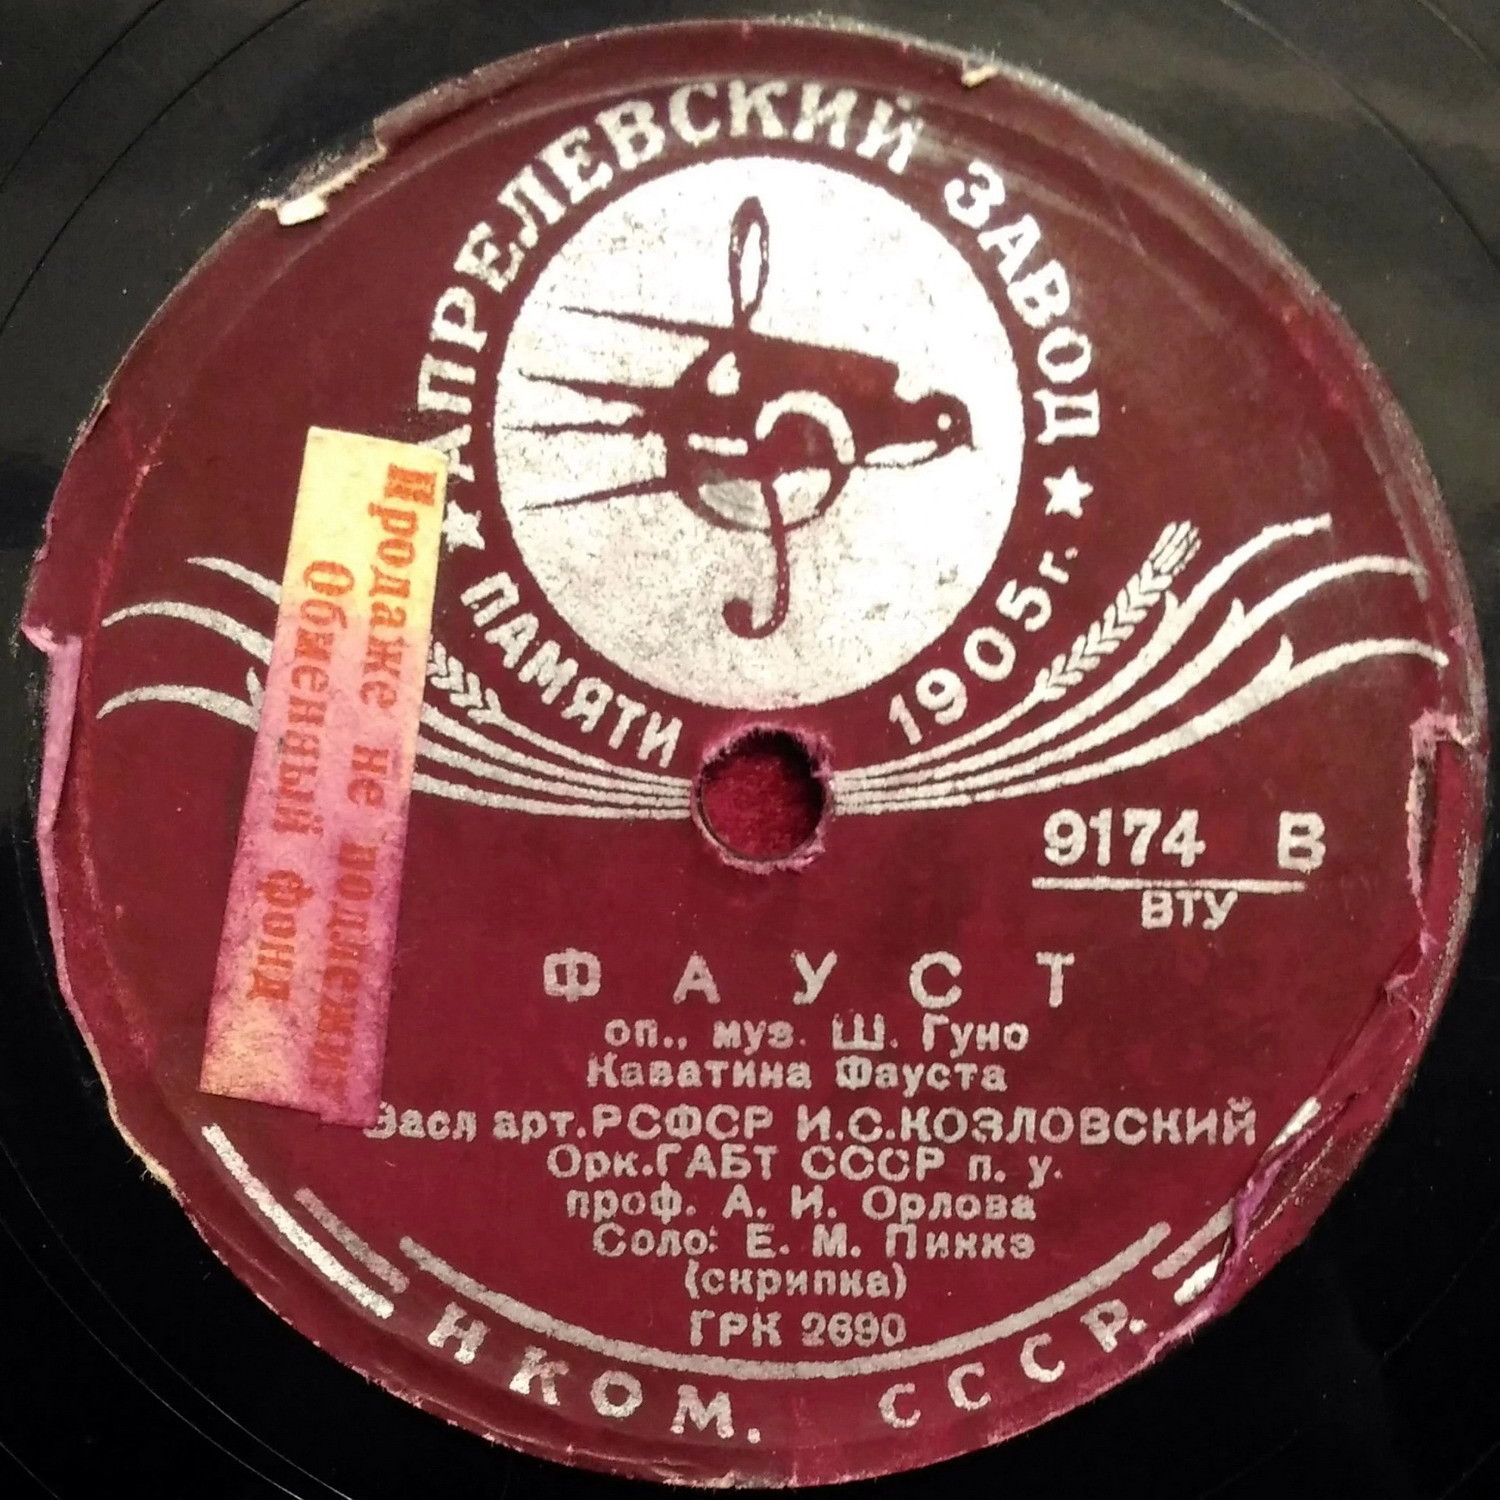 АПРЕЛЕВСКИЙ ЗАВОД
ПАМЯТИ 1905 г.
Продаже не подлежит
Обменный фонд
9174 В
ВТУ
ФАУСТ
оп., муз. Ш. Гуно
Каватина Фауста
Засл арт. РСФСР И.С.КОЗЛОВСКИЙ
Орк.ГАБТ СССР п. у.
проф. А. И. Орлова
Соло: Е. М. Пиккэ
(скрипка)
ГРК 2690
НКОМ. СССР.